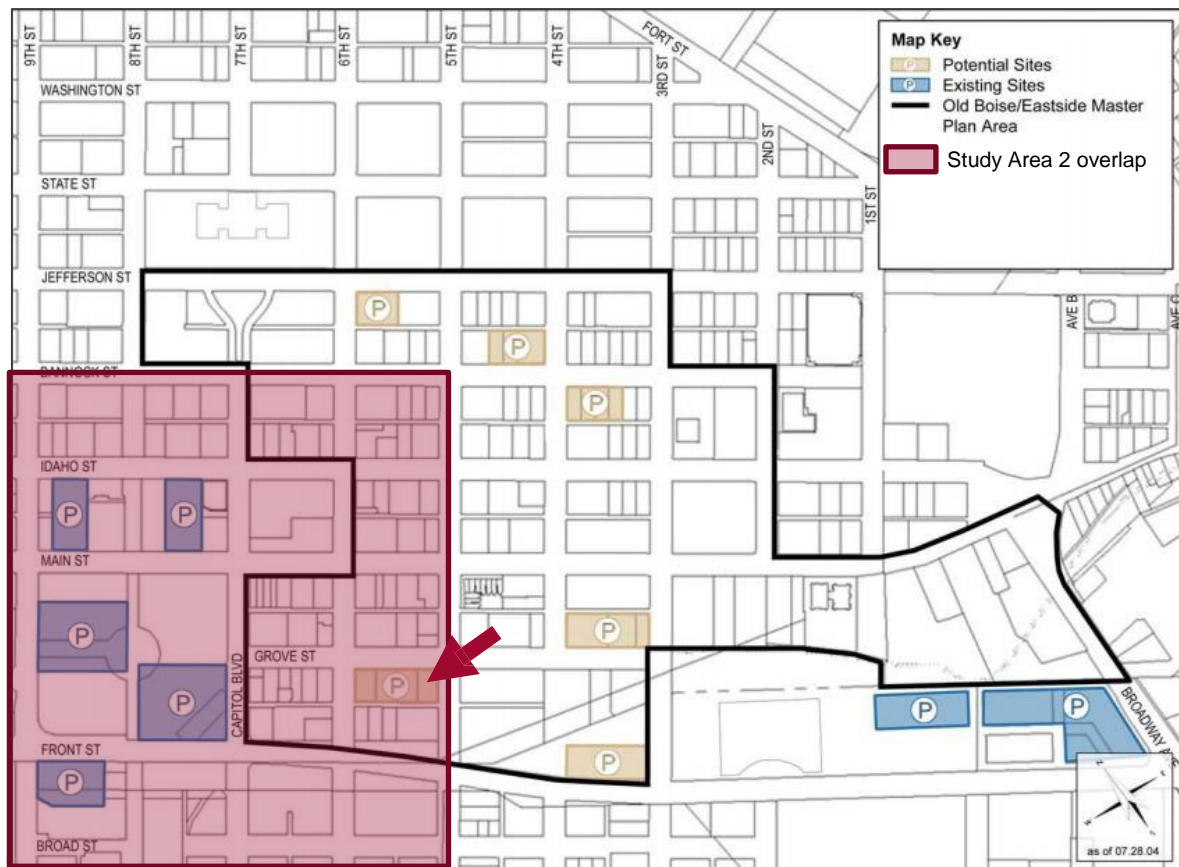 9TH ST
8TH ST
7TH ST
6TH ST
5TH ST
4TH ST
3RD ST
FORT ST
2ND ST
1ST ST
Map Key
P Potential Sites
P Existing Sites
Old Boise/Eastside Master
Plan Area
Study Area 2 overlap
WASHINGTON ST
STATE ST
JEFFERSON ST
AVE B
AVE C
P
P
BANNOCK ST
P
IDAHO ST
P
P
MAIN ST
P
P
GROVE ST
P
P
CAPITOL BLVD
P
P
BROADWAY AVE
FRONT ST
P
P
BROAD ST
N
E
S
W
as of 07.28.04